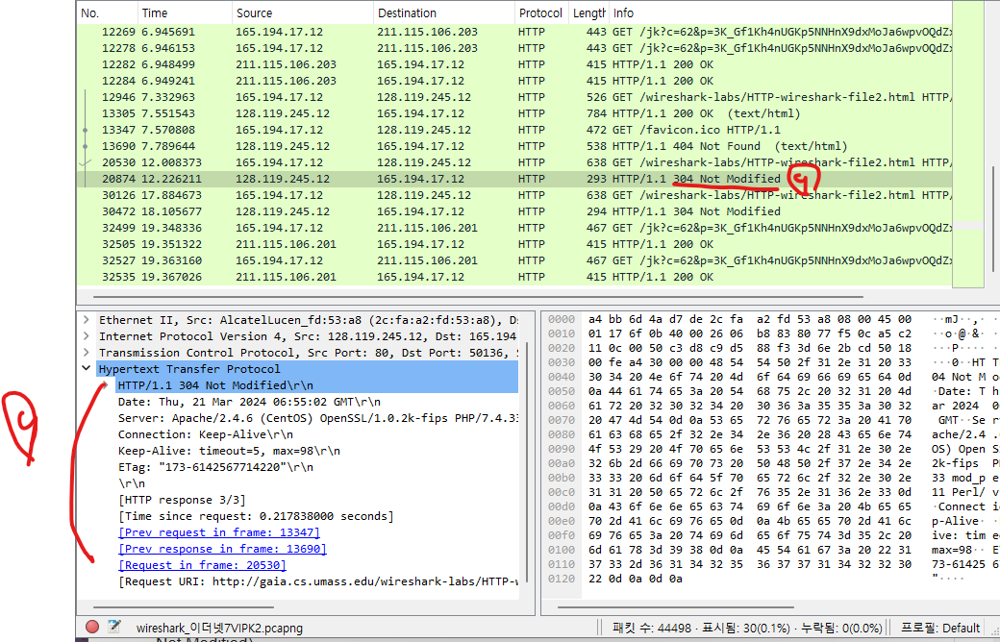 No. Time Source Destination Protocol Length Info
12269 6.945691 165.194.17.12 211.115.106.203 HTTP 443 GET /jk?c=62&p=3K_Gf1Kh4nUGKp5NNHnX9dxMoJa6wpvOQdZx
12278 6.946153 165.194.17.12 211.115.106.203 HTTP 443 GET /jk?c=62&p=3K_Gf1Kh4nUGKp5NNHnX9dxMoJa6wpvOQdZx
12282 6.948499 211.115.106.203 165.194.17.12 HTTP 415 HTTP/1.1 200 OK
12284 6.949241 211.115.106.203 165.194.17.12 HTTP 415 HTTP/1.1 200 OK
12946 7.332963 165.194.17.12 128.119.245.12 HTTP 526 GET /wireshark-labs/HTTP-wireshark-file2.html HTTP/
13305 7.551543 128.119.245.12 165.194.17.12 HTTP 784 HTTP/1.1 200 OK (text/html)
13347 7.570808 165.194.17.12 128.119.245.12 HTTP 472 GET /favicon.ico HTTP/1.1
13690 7.789644 128.119.245.12 165.194.17.12 HTTP 538 HTTP/1.1 404 Not Found (text/html)
20530 12.008373 165.194.17.12 128.119.245.12 HTTP 638 GET /wireshark-labs/HTTP-wireshark-file2.html HTTP/
20874 12.226211 128.119.245.12 165.194.17.12 HTTP 293 HTTP/1.1 304 Not Modified
30126 17.884673 165.194.17.12 128.119.245.12 HTTP 638 GET /wireshark-labs/HTTP-wireshark-file2.html HTTP/
30472 18.105677 128.119.245.12 165.194.17.12 HTTP 294 HTTP/1.1 304 Not Modified
32499 19.348336 165.194.17.12 211.115.106.201 HTTP 467 GET /jk?c=62&p=3K_Gf1Kh4nUGKp5NNHnX9dxMoJa6wpvOQdZx
32505 19.351322 211.115.106.201 165.194.17.12 HTTP 415 HTTP/1.1 200 OK
32527 19.363160 165.194.17.12 211.115.106.201 HTTP 467 GET /jk?c=62&p=3K_Gf1Kh4nUGKp5NNHnX9dxMoJa6wpvOQdZx
32535 19.367026 211.115.106.201 165.194.17.12 HTTP 415 HTTP/1.1 200 OK
Ethernet II, Src: AlcatelLucen_fd:53:a8 (2c:fa:a2:fd:53:a8), Ds
Internet Protocol Version 4, Src: 128.119.245.12, Dst: 165.194
Transmission Control Protocol, Src Port: 80, Dst Port: 50136, S
Hypertext Transfer Protocol
HTTP/1.1 304 Not Modified\r\n
Date: Thu, 21 Mar 2024 06:55:02 GMT\r\n
Server: Apache/2.4.6 (CentOS) OpenSSL/1.0.2k-fips PHP/7.4.33
Connection: Keep-Alive\r\n
Keep-Alive: timeout=5, max=98\r\n
ETag: "173-6142567714220"\r\n
\r\n
[HTTP response 3/3]
[Time since request: 0.217838000 seconds]
[Prev request in frame: 13347]
[Prev response in frame: 13690]
[Request in frame: 20530]
[Request URI: http://gaia.cs.umass.edu/wireshark-labs/HTTP-w
0000 a4 bb 6d 4a d7 de 2c fa a2 fd 53 a8 08 00 45 00 ··mJ··,·
0010 01 17 6f 0b 40 00 26 06 b8 83 80 77 f5 0c a5 c2 ··o·@·&·
0020 11 0c 00 50 c3 d8 c9 d5 88 f3 3d 6e 2b cd 50 18 ···P····
0030 00 fe a4 30 00 00 48 54 54 50 2f 31 2e 31 20 33 ···0··HT T
0040 30 34 20 4e 6f 74 20 4d 6f 64 69 66 69 65 64 0d 04 Not M o
0050 0a 44 61 74 65 3a 20 54 68 75 2c 20 32 31 20 4d ·Date: T h
0060 61 72 20 32 30 32 34 20 30 36 3a 35 35 3a 30 32 ar 2024 0
0070 20 47 4d 54 0d 0a 53 65 72 76 65 72 3a 20 41 70 GMT··Se r
0080 61 63 68 65 2f 32 2e 34 2e 36 20 28 43 65 6e 74 ache/2.4 .
0090 4f 53 29 20 4f 70 65 6e 53 53 4c 2f 31 2e 30 2e OS) Open S
00a0 32 6b 2d 66 69 70 73 20 50 48 50 2f 37 2e 34 2e 2k-fips P
00b0 33 33 20 6d 6f 64 5f 70 65 72 6c 2f 32 2e 30 2e 33 mod_p e
00c0 31 31 20 50 65 72 6c 2f 76 35 2e 31 36 2e 33 0d 11 Perl/ v
00d0 0a 43 6f 6e 6e 65 63 74 69 6f 6e 3a 20 4b 65 65 ·Connect i
00e0 70 2d 41 6c 69 76 65 0d 0a 4b 65 65 70 2d 41 6c p-Alive·
00f0 69 76 65 3a 20 74 69 6d 65 6f 75 74 3d 35 2c 20 ive: tim e
0100 6d 61 78 3d 39 38 0d 0a 45 54 61 67 3a 20 22 31 max=98·· E
0110 37 33 2d 36 31 34 32 35 36 37 37 31 34 32 32 30 73-61425 6
0120 22 0d 0a 0d 0a "····
wireshark_이더넷7VIPK2.pcapng 패킷 수: 44498 · 표시됨: 30(0.1%) · 누락됨: 0(0.0%) 프로필: Default